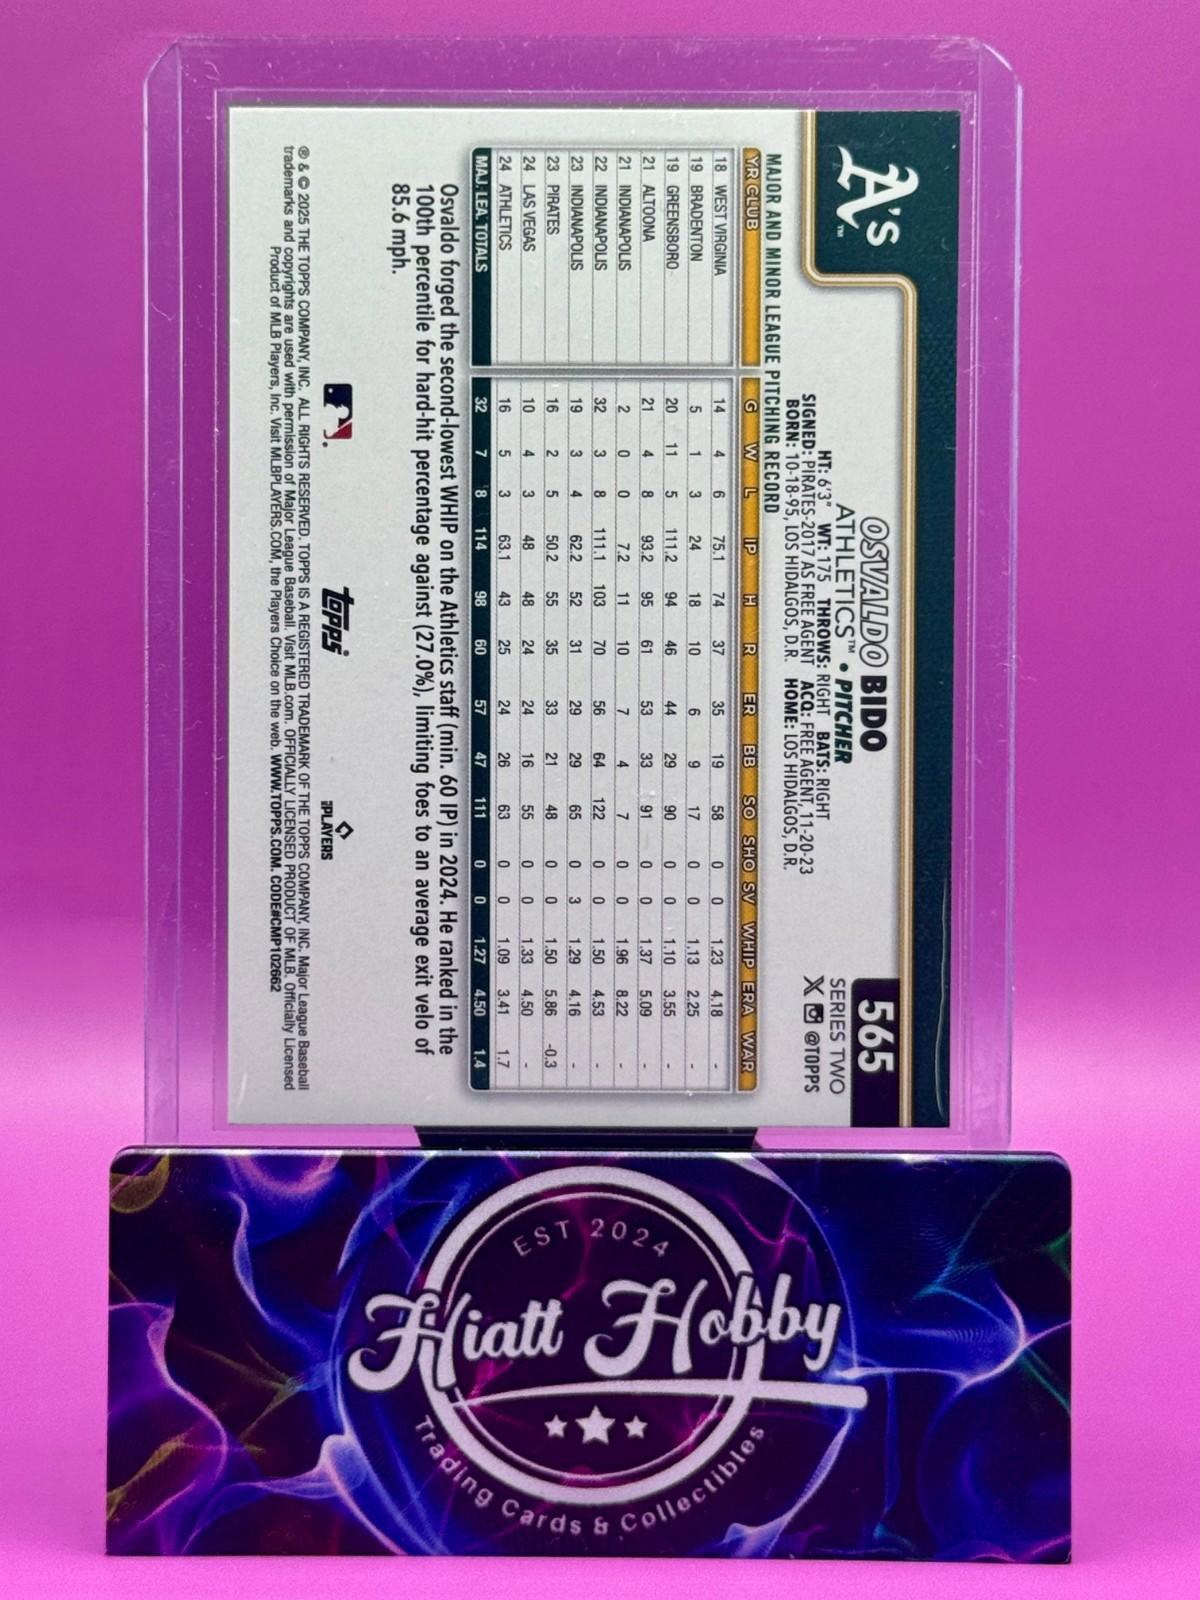 A's™
OSVALDO BIDO
ATHLETICS™ • PITCHER
HT: 6'3" WT: 175 THROWS: RIGHT BATS: RIGHT
SIGNED: PIRATES-2017 AS FREE AGENT ACQ: FREE AGENT, 11-20-23
BORN: 10-18-95, LOS HIDALGOS, D.R. HOME: LOS HIDALGOS, D.R.
565
SERIES TWO
X @TOPPS
MAJOR AND MINOR LEAGUE PITCHING RECORD
YR CLUB G W L IP H R ER BB SO SHO SV WHIP ERA WAR
18 WEST VIRGINIA 14 4 6 75.1 74 37 35 19 58 0 0 1.23 4.18 -
19 BRADENTON 5 1 3 24 18 10 6 9 17 0 0 1.13 2.25 -
19 GREENSBORO 20 11 5 111.2 94 46 44 29 90 0 0 1.10 3.55 -
21 ALTOONA 21 4 8 93.2 95 61 53 33 91 0 0 1.37 5.09 -
21 INDIANAPOLIS 2 0 0 7.2 11 10 7 4 7 0 0 1.96 8.22 -
22 INDIANAPOLIS 32 3 8 111.1 103 70 56 64 122 0 0 1.50 4.53 -
23 INDIANAPOLIS 19 3 4 62.2 52 31 29 29 65 0 3 1.29 4.16 -
23 PIRATES 16 2 5 50.2 55 35 33 21 48 0 0 1.50 5.86 -0.3
24 LAS VEGAS 10 4 3 48 48 24 24 16 55 0 0 1.33 4.50 -
24 ATHLETICS 16 5 3 63.1 43 25 24 26 63 0 0 1.09 3.41 1.7
MAJ. LEA. TOTALS 32 7 8 114 98 60 57 47 111 0 0 1.27 4.50 1.4
Osvaldo forged the second-lowest WHIP on the Athletics staff (min. 60 IP) in 2024. He ranked in the
100th percentile for hard-hit percentage against (27.0%), limiting foes to an average exit velo of
85.6 mph.
topps®
PLAYERS
® & © 2025 THE TOPPS COMPANY, INC. ALL RIGHTS RESERVED. TOPPS IS A REGISTERED TRADEMARK OF THE TOPPS COMPANY, INC. Major League Baseball
trademarks and copyrights are used with permission of Major League Baseball. Visit MLB.com. OFFICIALLY LICENSED PRODUCT OF MLB. Officially Licensed
Product of MLB Players, Inc. Visit MLBPLAYERS.COM, the Players Choice on the web. WWW.TOPPS.COM. CODE#CMP102662
EST 2024
Hiatt Hobby
Trading Cards & Collectibles